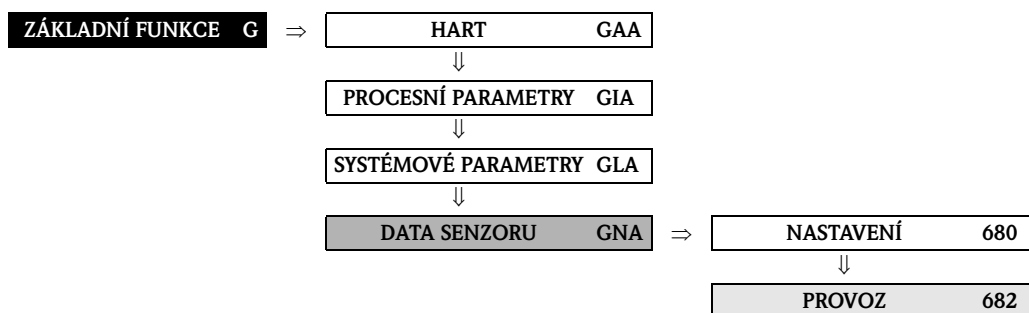 ZÁKLADNÍ FUNKCE G ⇒ HART GAA
⇓
PROCESNÍ PARAMETRY GIA
⇓
SYSTÉMOVÉ PARAMETRY GLA
⇓
DATA SENZORU GNA ⇒ NASTAVENÍ 680
⇓
PROVOZ 682